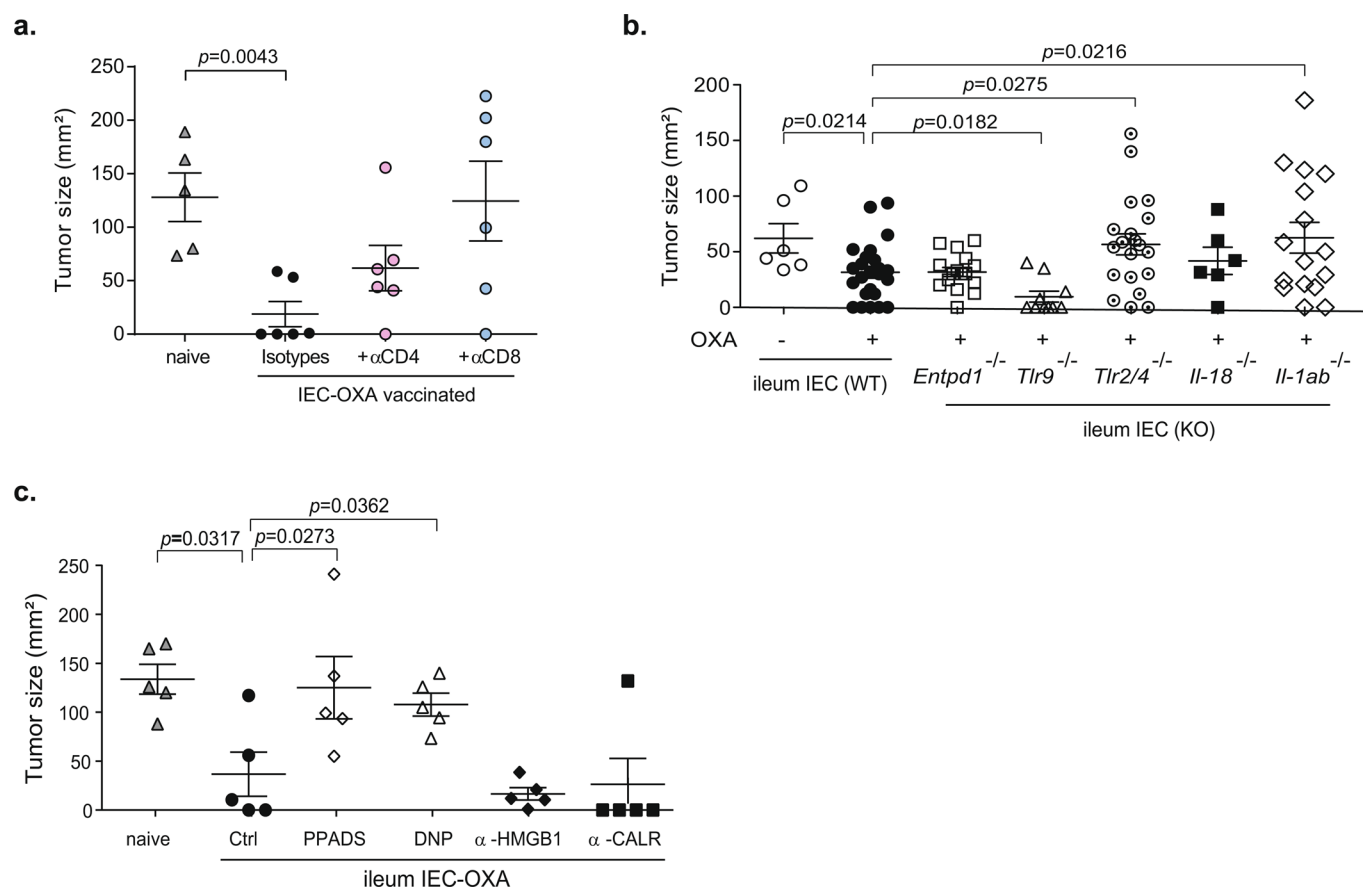 a.
p=0.0043
Tumor size (mm²)
250
200
150
100
50
0
naive Isotypes +αCD4 +αCD8
IEC-OXA vaccinated
b.
p=0.0216
p=0.0275
p=0.0214 p=0.0182
Tumor size (mm²)
200
150
100
50
0
OXA - + + + + + +
ileum IEC (WT) Entpd1-/- Tlr9-/- Tlr2/4-/- Il-18-/- Il-1ab-/-
ileum IEC (KO)
c.
p=0.0362
p=0.0317 p=0.0273
Tumor size (mm²)
250
200
150
100
50
0
naive Ctrl PPADS DNP α -HMGB1 α -CALR
ileum IEC-OXA